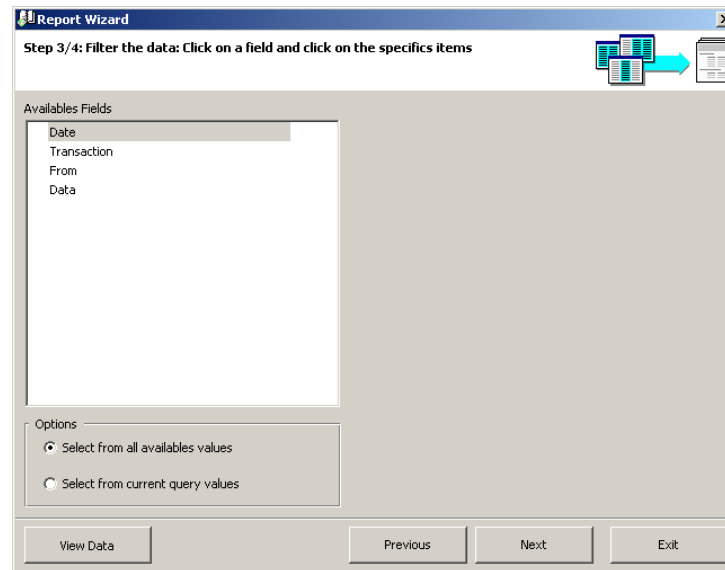 Report Wizard
Step 3/4: Filter the data: Click on a field and click on the specifics items
Availables Fields
Date
Transaction
From
Data
Options
Select from all availables values
Select from current query values
View Data
Previous
Next
Exit